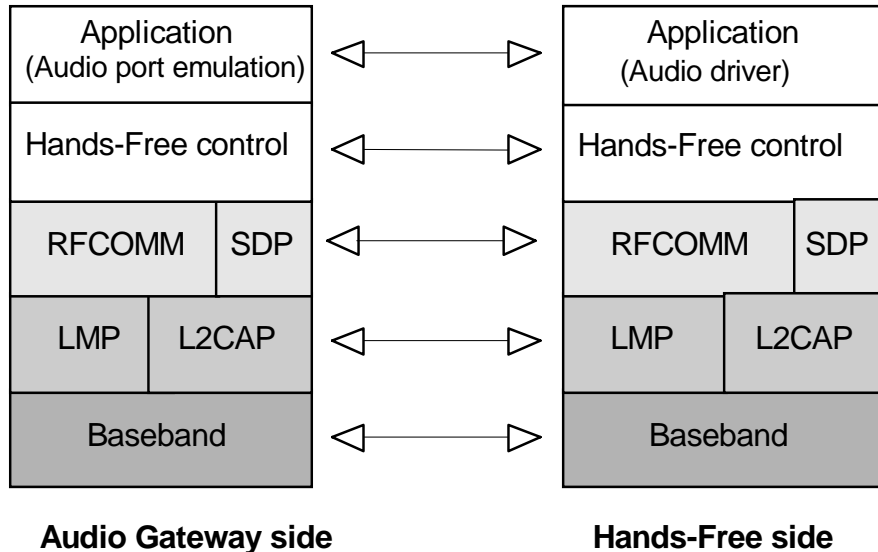 Application
(Audio port emulation)
Hands-Free control
RFCOMM
SDP
LMP
L2CAP
Baseband
Audio Gateway side
Application
(Audio driver)
Hands-Free control
RFCOMM
SDP
LMP
L2CAP
Baseband
Hands-Free side